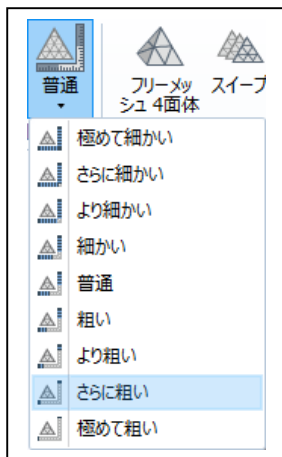 普通
フリーメッ
シュ 4面体
スイープ
極めて細かい
さらに細かい
より細かい
細かい
普通
粗い
より粗い
さらに粗い
極めて粗い